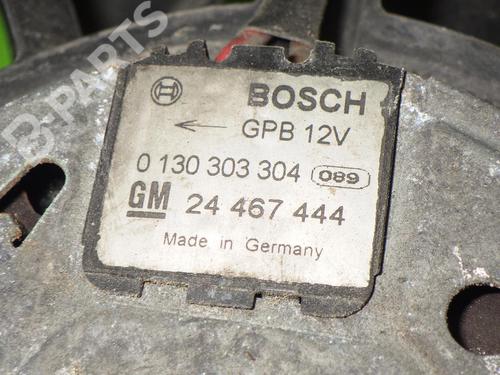 B-PARTS
BOSCH
← GPB 12V
0 130 303 304 089
GM 24 467 444
Made in Germany